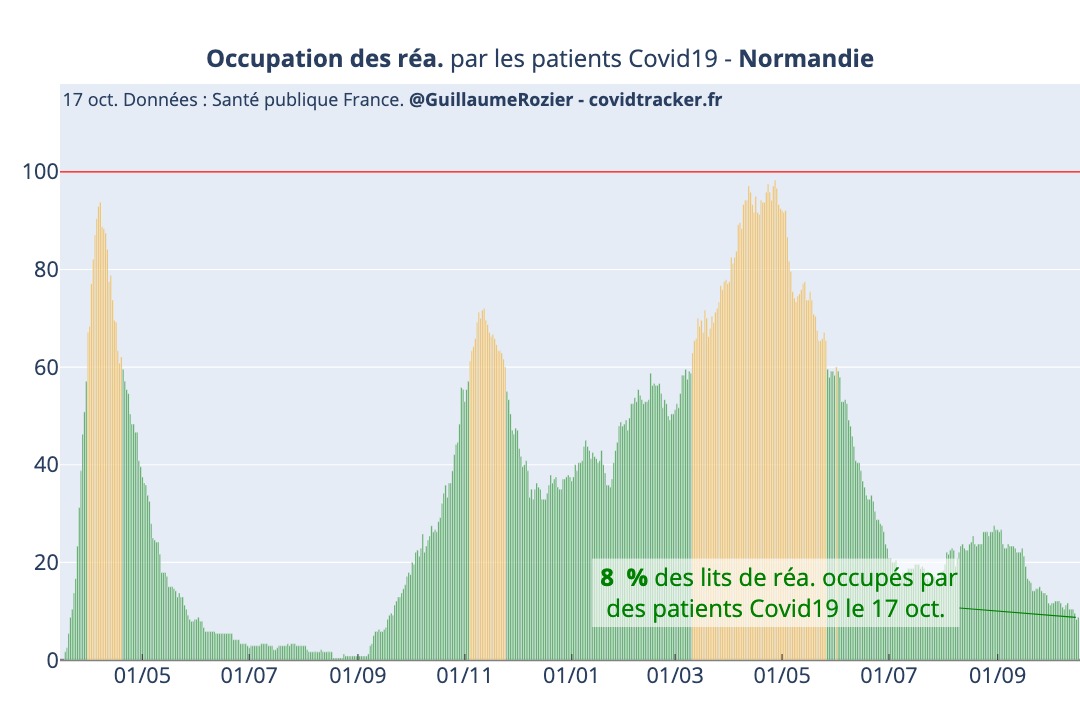 Occupation des réa. par les patients Covid19 - Normandie
17 oct. Données : Santé publique France. @GuillaumeRozier - covidtracker.fr
100
80
60
40
20
0
8 % des lits de réa. occupés par
des patients Covid19 le 17 oct.
01/05 01/07 01/09 01/11 01/01 01/03 01/05 01/07 01/09